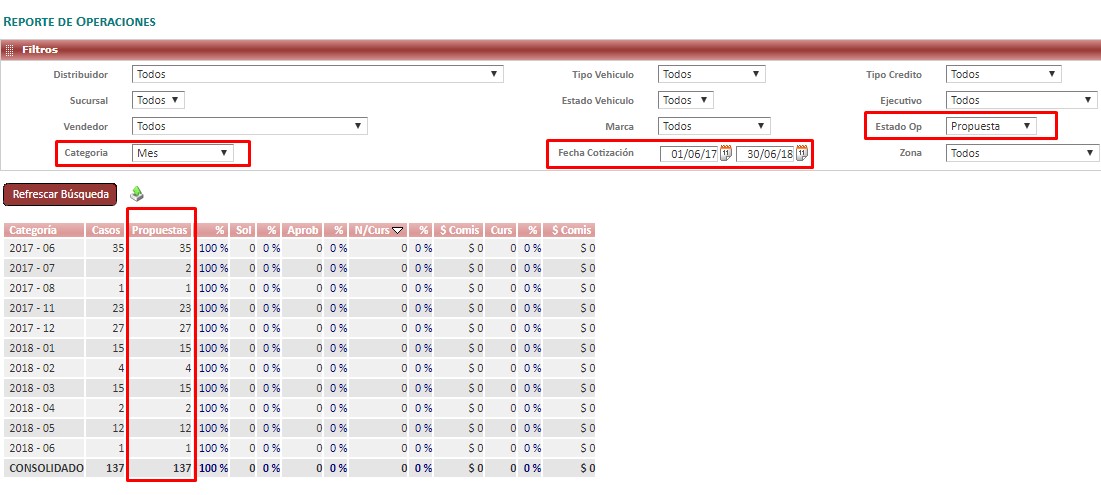 REPORTE DE OPERACIONES
Filtros
Distribuidor Todos Tipo Vehiculo Todos Tipo Credito Todos
Sucursal Todos Estado Vehiculo Todos Ejecutivo Todos
Vendedor Todos Marca Todos Estado Op Propuesta
Categoria Mes Fecha Cotización 01/06/17 11 30/06/18 11 Zona Todos
Refrescar Búsqueda
Categoría Casos Propuestas % Sol % Aprob % N/Curs % $ Comis Curs % $ Comis
2017 - 06 35 35 100 % 0 0 % 0 0 % 0 0 % $ 0 0 0 % $ 0
2017 - 07 2 2 100 % 0 0 % 0 0 % 0 0 % $ 0 0 0 % $ 0
2017 - 08 1 1 100 % 0 0 % 0 0 % 0 0 % $ 0 0 0 % $ 0
2017 - 11 23 23 100 % 0 0 % 0 0 % 0 0 % $ 0 0 0 % $ 0
2017 - 12 27 27 100 % 0 0 % 0 0 % 0 0 % $ 0 0 0 % $ 0
2018 - 01 15 15 100 % 0 0 % 0 0 % 0 0 % $ 0 0 0 % $ 0
2018 - 02 4 4 100 % 0 0 % 0 0 % 0 0 % $ 0 0 0 % $ 0
2018 - 03 15 15 100 % 0 0 % 0 0 % 0 0 % $ 0 0 0 % $ 0
2018 - 04 2 2 100 % 0 0 % 0 0 % 0 0 % $ 0 0 0 % $ 0
2018 - 05 12 12 100 % 0 0 % 0 0 % 0 0 % $ 0 0 0 % $ 0
2018 - 06 1 1 100 % 0 0 % 0 0 % 0 0 % $ 0 0 0 % $ 0
CONSOLIDADO 137 137 100 % 0 0 % 0 0 % 0 0 % $ 0 0 0 % $ 0